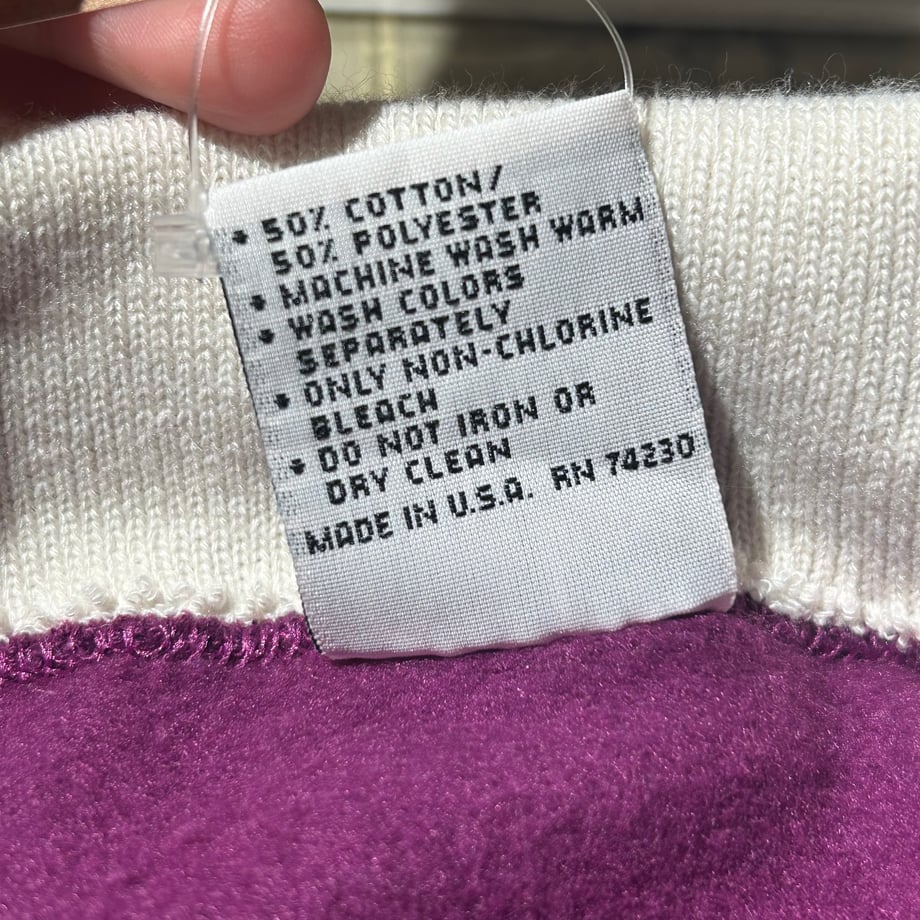 • 50% COTTON/
50% POLYESTER
• MACHINE WASH WARM
• WASH COLORS
SEPARATELY
• ONLY NON-CHLORINE
BLEACH
• DO NOT IRON OR
DRY CLEAN
MADE IN U.S.A. RN 74230